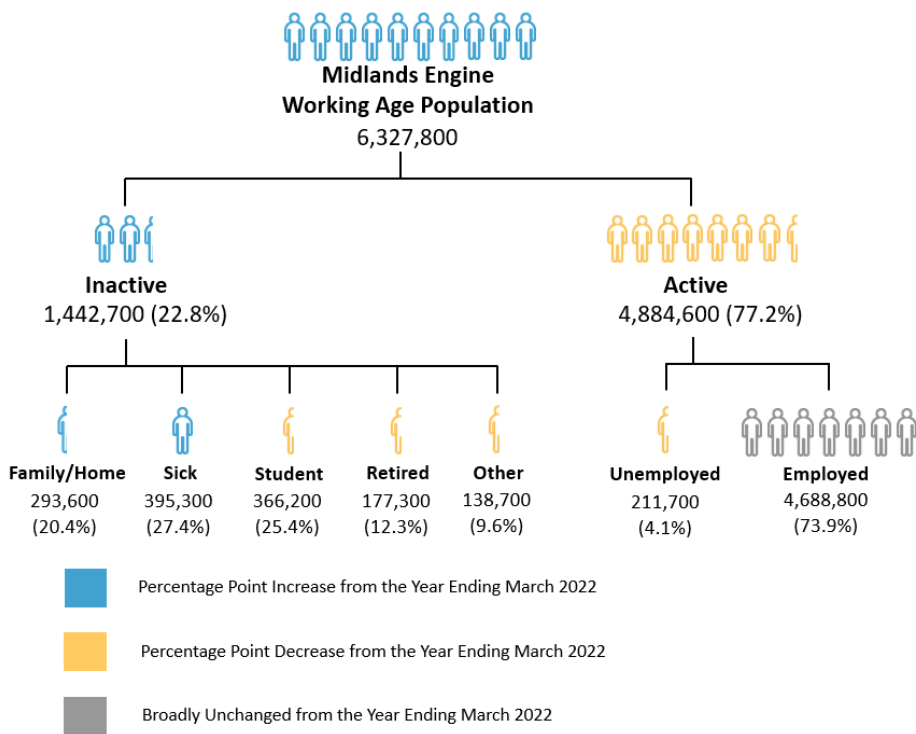 Midlands Engine
Working Age Population
6,327,800
Inactive
1,442,700 (22.8%)
Active
4,884,600 (77.2%)
Family/Home
293,600
(20.4%)
Sick
395,300
(27.4%)
Student
366,200
(25.4%)
Retired
177,300
(12.3%)
Other
138,700
(9.6%)
Unemployed
211,700
(4.1%)
Employed
4,688,800
(73.9%)
Percentage Point Increase from the Year Ending March 2022
Percentage Point Decrease from the Year Ending March 2022
Broadly Unchanged from the Year Ending March 2022